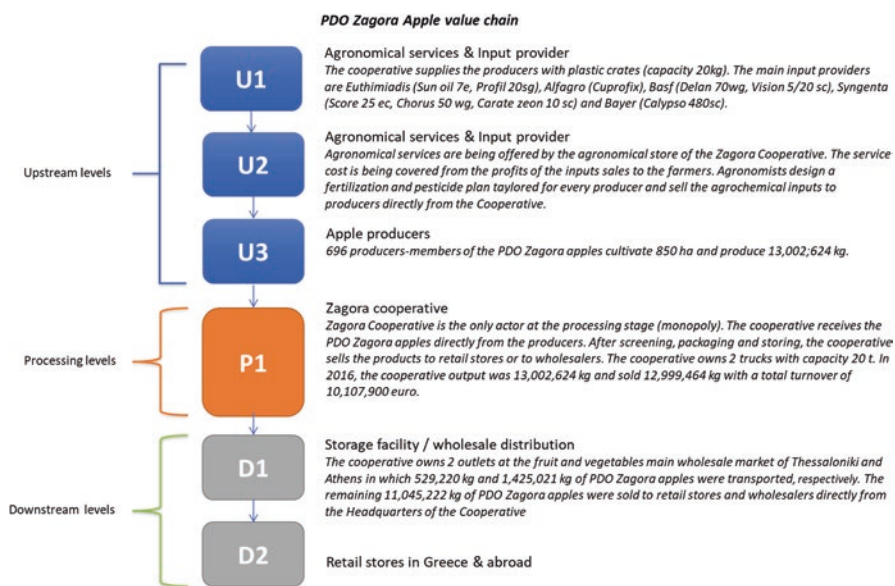 PDO Zagora Apple value chain
Upstream levels
U1
Agronomical services & Input provider
The cooperative supplies the producers with plastic crates (capacity 20kg). The main input providers
are Euthimiadis (Sun oil 7e, Profil 20sg), Alfagro (Cuprofix), Basf (Delan 70wg, Vision 5/20 sc), Syngenta
(Score 25 ec, Chorus 50 wg, Carate zeon 10 sc) and Bayer (Calypso 480sc).
U2
Agronomical services & Input provider
Agronomical services are being offered by the agronomical store of the Zagora Cooperative. The service
cost is being covered from the profits of the inputs sales to the farmers. Agronomists design a
fertilization and pesticide plan taylored for every producer and sell the agrochemical inputs to
producers directly from the Cooperative.
U3
Apple producers
696 producers-members of the PDO Zagora apples cultivate 850 ha and produce 13,002;624 kg.
Processing levels
P1
Zagora cooperative
Zagora Cooperative is the only actor at the processing stage (monopoly). The cooperative receives the
PDO Zagora apples directly from the producers. After screening, packaging and storing, the cooperative
sells the products to retail stores or to wholesalers. The cooperative owns 2 trucks with capacity 20 t. In
2016, the cooperative output was 13,002,624 kg and sold 12,999,464 kg with a total turnover of
10,107,900 euro.
Downstream levels
D1
Storage facility / wholesale distribution
The cooperative owns 2 outlets at the fruit and vegetables main wholesale market of Thessaloniki and
Athens in which 529,220 kg and 1,425,021 kg of PDO Zagora apples were transported, respectively. The
remaining 11,045,222 kg of PDO Zagora apples were sold to retail stores and wholesalers directly from
the Headquarters of the Cooperative
D2
Retail stores in Greece & abroad